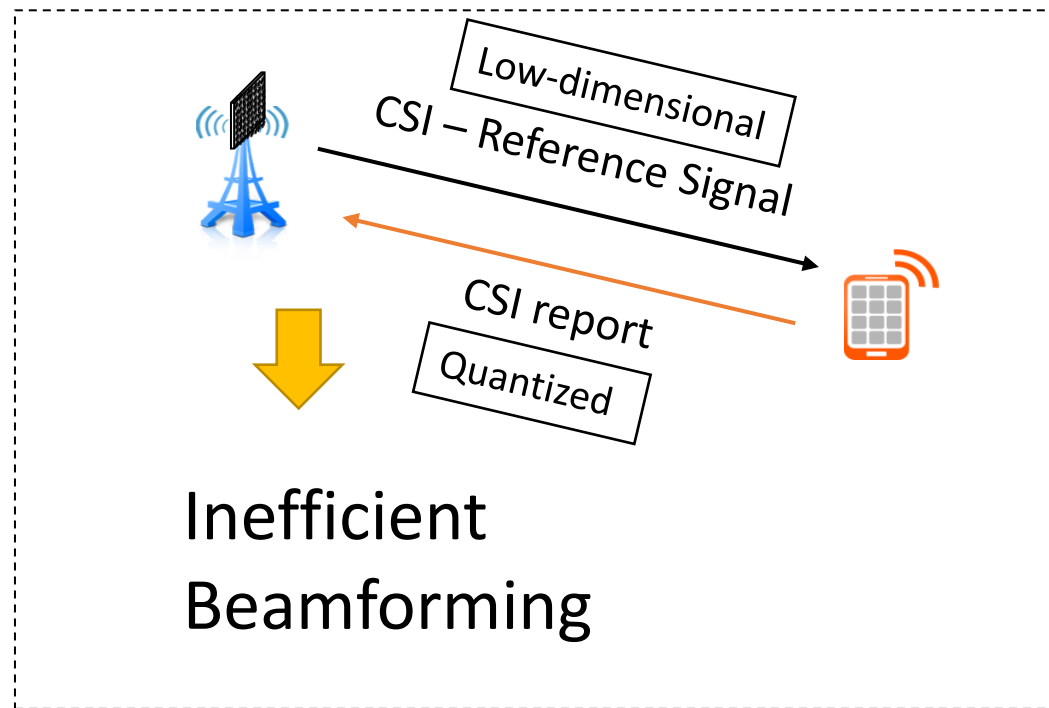 Low-dimensional
CSI – Reference Signal
CSI report
Quantized
Inefficient
Beamforming